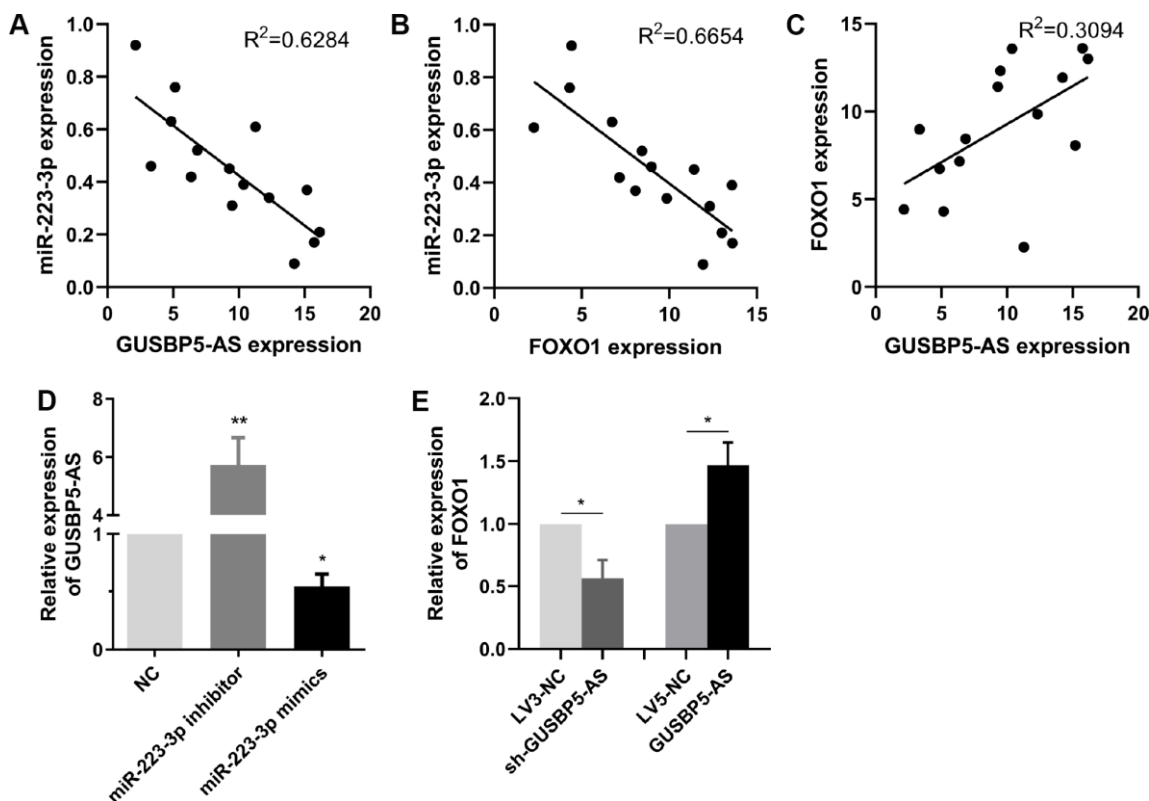 A
R²=0.6284
miR-223-3p expression
1.0
0.8
0.6
0.4
0.2
0.0
0
5
10
15
20
GUSBP5-AS expression
B
R²=0.6654
miR-223-3p expression
1.0
0.8
0.6
0.4
0.2
0.0
0
5
10
15
FOXO1 expression
C
R²=0.3094
FOXO1 expression
15
10
5
0
0
5
10
15
20
GUSBP5-AS expression
D
Relative expression
of GUSBP5-AS
8
6
4
1
0
**
*
NC
miR-223-3p inhibitor
miR-223-3p mimics
E
Relative expression
of FOXO1
2.0
1.5
1.0
0.5
0.0
*
*
LV3-NC
sh-GUSBP5-AS
LV5-NC
GUSBP5-AS